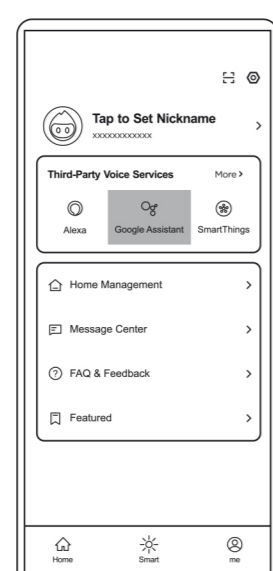 Tap to Set Nickname
xxxxxxxxxxxx
Third-Party Voice Services More
Alexa Google Assistant SmartThings
Home Management
Message Center
FAQ & Feedback
Featured
Home Smart me